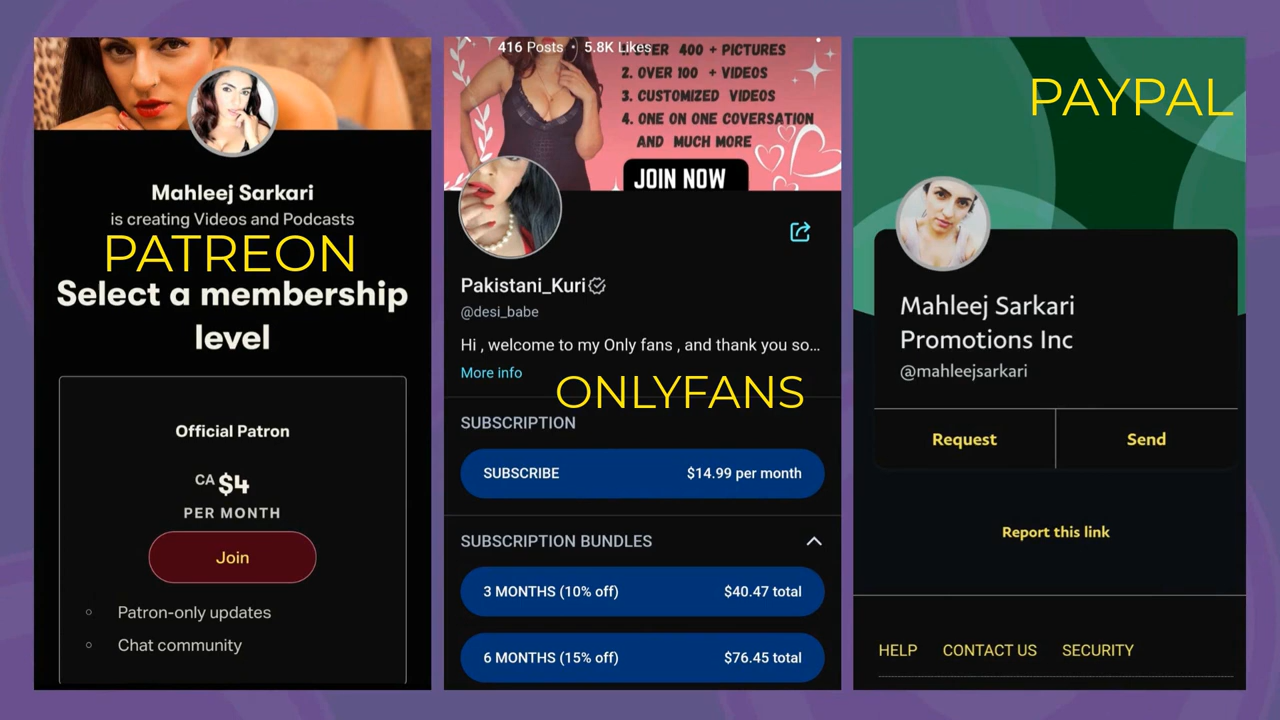 Mahleej Sarkari
is creating Videos and Podcasts
PATREON
Select a membership
level
Official Patron
CA $4
PER MONTH
Join
Patron-only updates
Chat community
416 Posts • 5.8K Likes
1. OVER 400 + PICTURES
2. OVER 100 + VIDEOS
3. CUSTOMIZED VIDEOS
4. ONE ON ONE COVERSATION
AND MUCH MORE
JOIN NOW
Pakistani_Kuri
@desi_babe
Hi , welcome to my Only fans , and thank you so...
More info
ONLYFANS
SUBSCRIPTION
SUBSCRIBE $14.99 per month
SUBSCRIPTION BUNDLES
3 MONTHS (10% off) $40.47 total
6 MONTHS (15% off) $76.45 total
PAYPAL
Mahleej Sarkari
Promotions Inc
@mahleejsarkari
Request Send
Report this link
HELP CONTACT US SECURITY